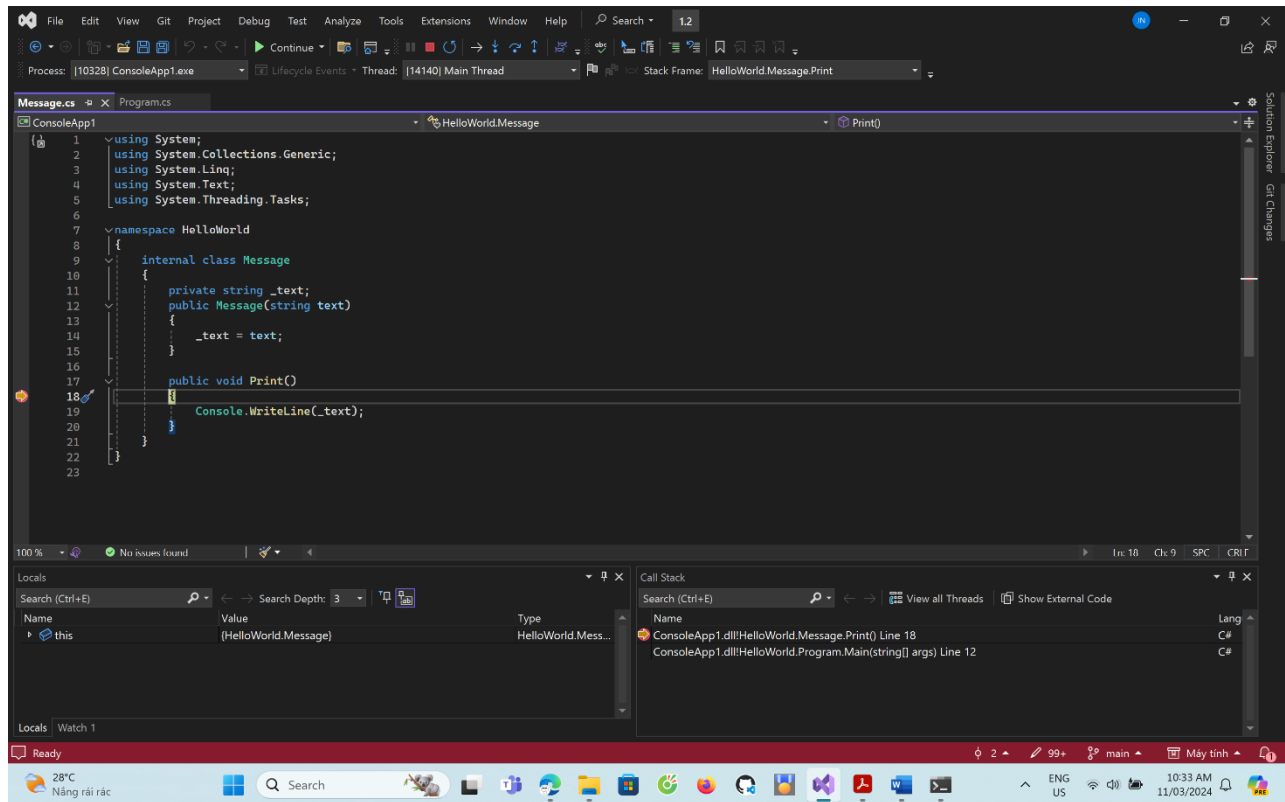 File Edit View Git Project Debug Test Analyze Tools Extensions Window Help Search 1.2 JN
Continue
Process: [10328] ConsoleApp1.exe Lifecycle Events Thread: [14140] Main Thread Stack Frame: HelloWorld.Message.Print
Message.cs Program.cs
ConsoleApp1 HelloWorld.Message Print()
1 using System;
2 using System.Collections.Generic;
3 using System.Linq;
4 using System.Text;
5 using System.Threading.Tasks;
6
7 namespace HelloWorld
8 {
9 internal class Message
10 {
11 private string _text;
12 public Message(string text)
13 {
14 _text = text;
15 }
16
17 public void Print()
18 {
19 Console.WriteLine(_text);
20 }
21 }
22 }
23
Solution Explorer
Git Changes
100 % No issues found Ln: 18 Ch: 9 SPC CRLF
Locals
Search (Ctrl+E) Search Depth: 3
Name Value Type
this {HelloWorld.Message} HelloWorld.Mess...
Locals Watch 1
Call Stack
Search (Ctrl+E) View all Threads Show External Code
Name Lang
ConsoleApp1.dll!HelloWorld.Message.Print() Line 18 C#
ConsoleApp1.dll!HelloWorld.Program.Main(string[] args) Line 12 C#
Ready 2 99+ main Máy tính 1
28°C
Nắng rải rác
Search
ENG
US
10:33 AM
11/03/2024
PRE